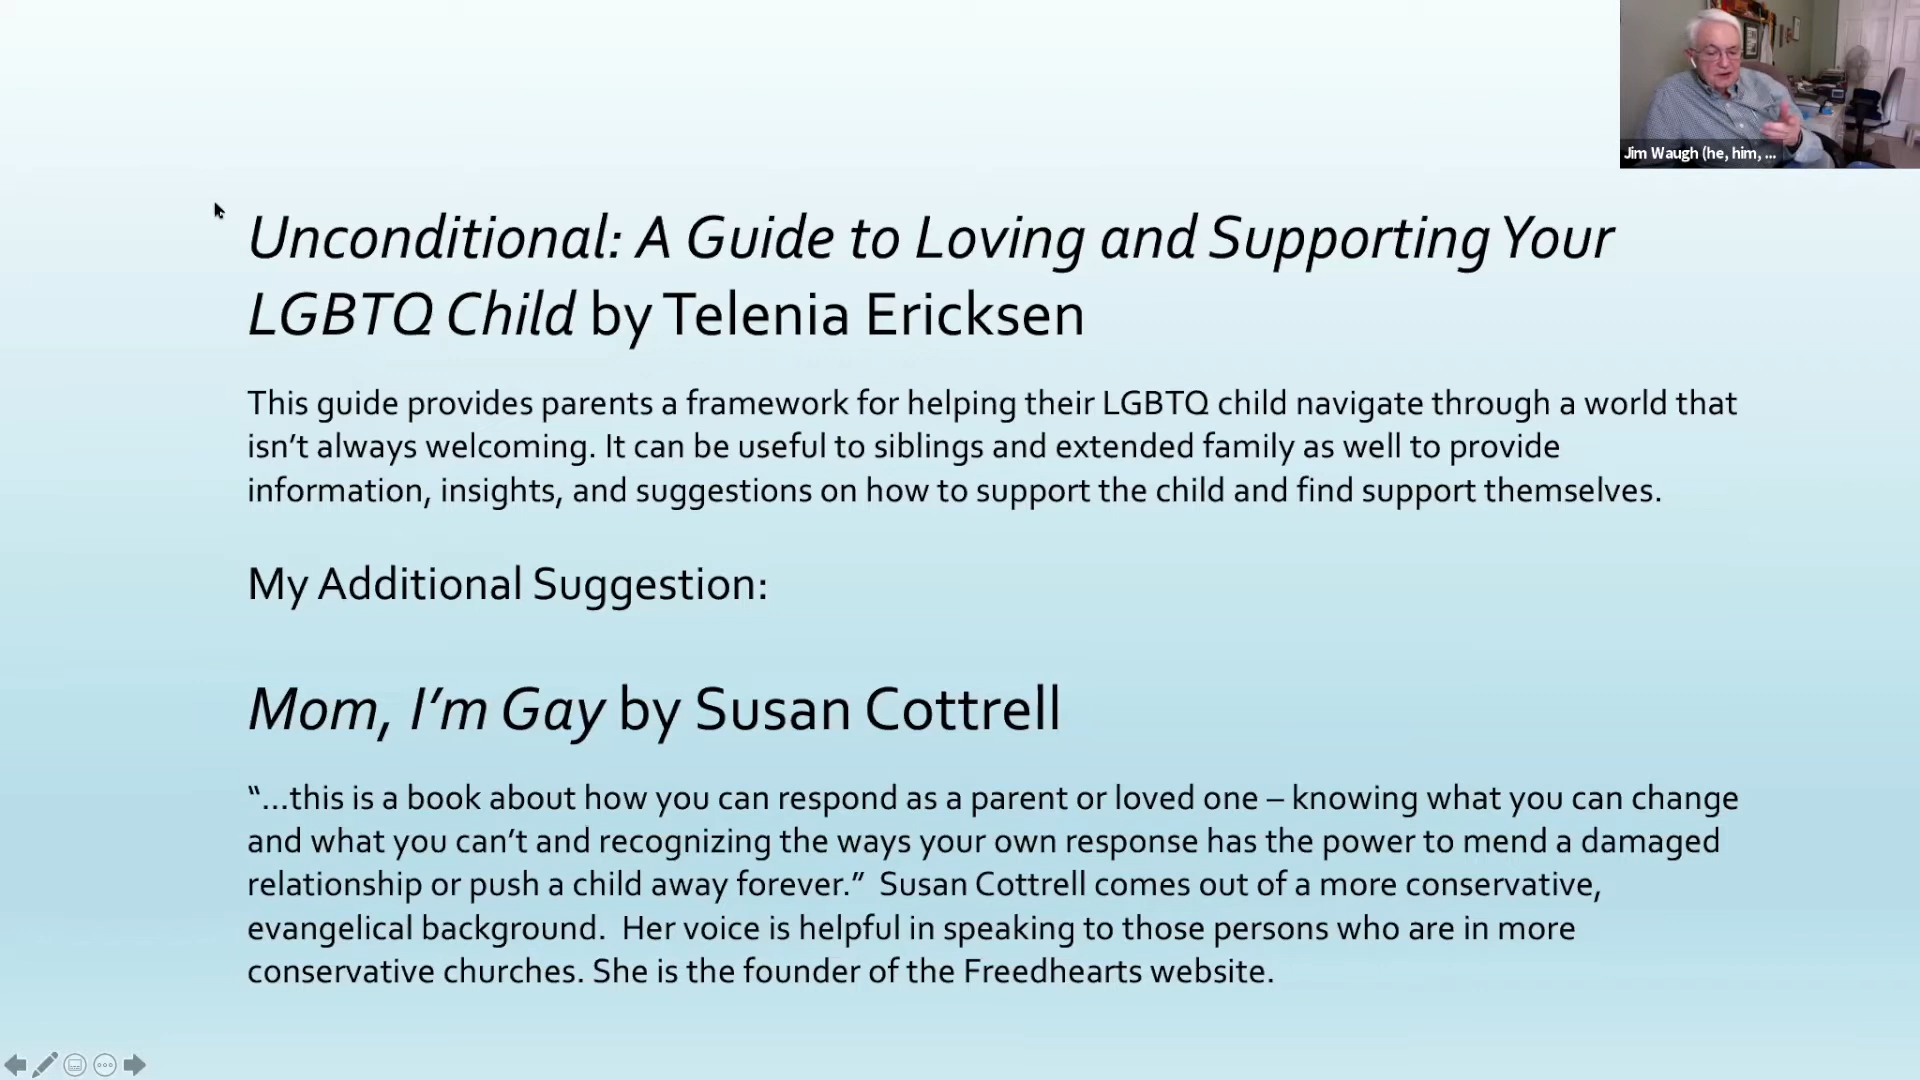 Jim Waugh (he, him, ...
Unconditional: A Guide to Loving and Supporting Your
LGBTQ Child by Telenia Ericksen
This guide provides parents a framework for helping their LGBTQ child navigate through a world that
isn’t always welcoming. It can be useful to siblings and extended family as well to provide
information, insights, and suggestions on how to support the child and find support themselves.
My Additional Suggestion:
Mom, I’m Gay by Susan Cottrell
“...this is a book about how you can respond as a parent or loved one – knowing what you can change
and what you can’t and recognizing the ways your own response has the power to mend a damaged
relationship or push a child away forever.” Susan Cottrell comes out of a more conservative,
evangelical background. Her voice is helpful in speaking to those persons who are in more
conservative churches. She is the founder of the Freedhearts website.